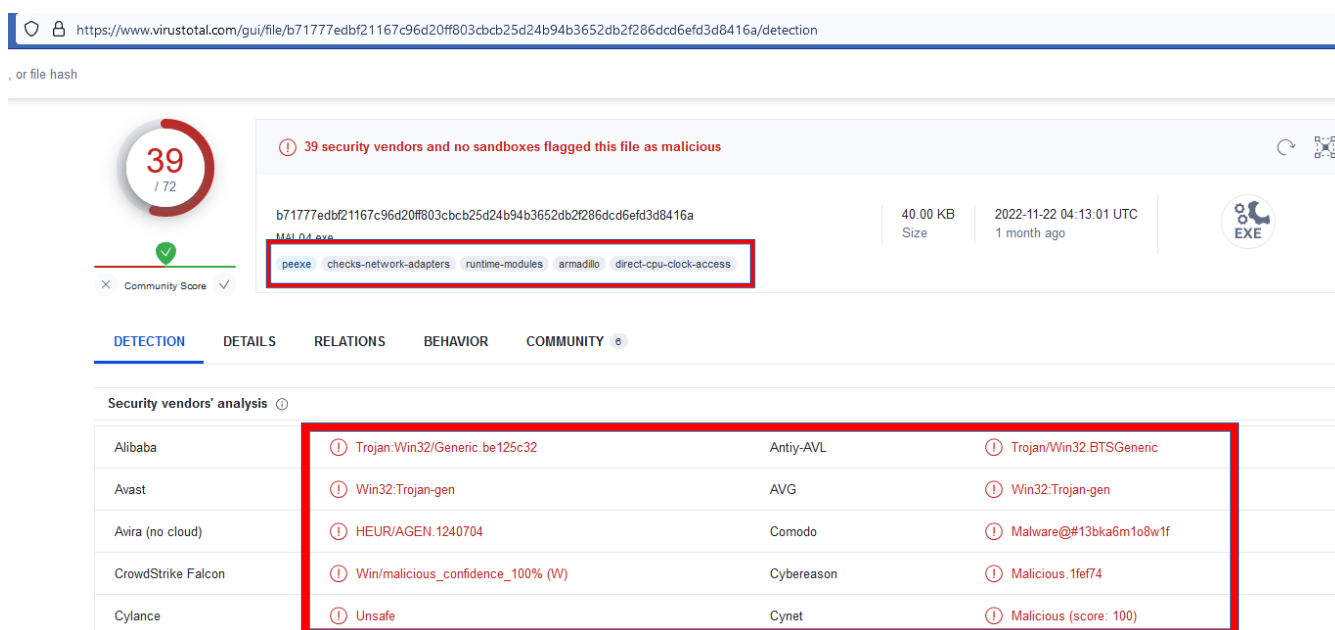 https://www.virustotal.com/gui/file/b71777edbf21167c96d20ff803cbcb25d24b94b3652db2f286dcd6efd3d8416a/detection
, or file hash
39
/ 72
39 security vendors and no sandboxes flagged this file as malicious
b71777edbf21167c96d20ff803cbcb25d24b94b3652db2f286dcd6efd3d8416a
MAL04.exe
40.00 KB
Size
2022-11-22 04:13:01 UTC
1 month ago
EXE
peexe checks-network-adapters runtime-modules armadillo direct-cpu-clock-access
Community Score
DETECTION DETAILS RELATIONS BEHAVIOR COMMUNITY 6
Security vendors' analysis
Alibaba Trojan:Win32/Generic.be125c32 Antiy-AVL Trojan/Win32.BTSGeneric
Avast Win32:Trojan-gen AVG Win32:Trojan-gen
Avira (no cloud) HEUR/AGEN.1240704 Comodo Malware@#13bka6m1o8w1f
CrowdStrike Falcon Win/malicious_confidence_100% (W) Cybereason Malicious.1fef74
Cylance Unsafe Cynet Malicious (score: 100)